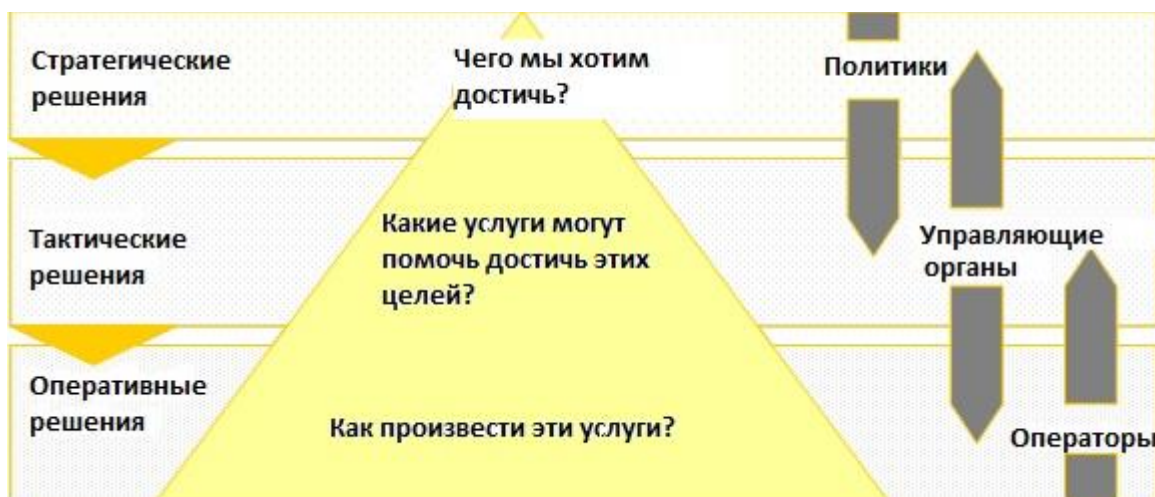 Стратегические
решения
Чего мы хотим
достичь?
Политики
Тактические
решения
Какие услуги могут
помочь достичь этих
целей?
Управляющие
органы
Оперативные
решения
Как произвести эти услуги?
Операторы